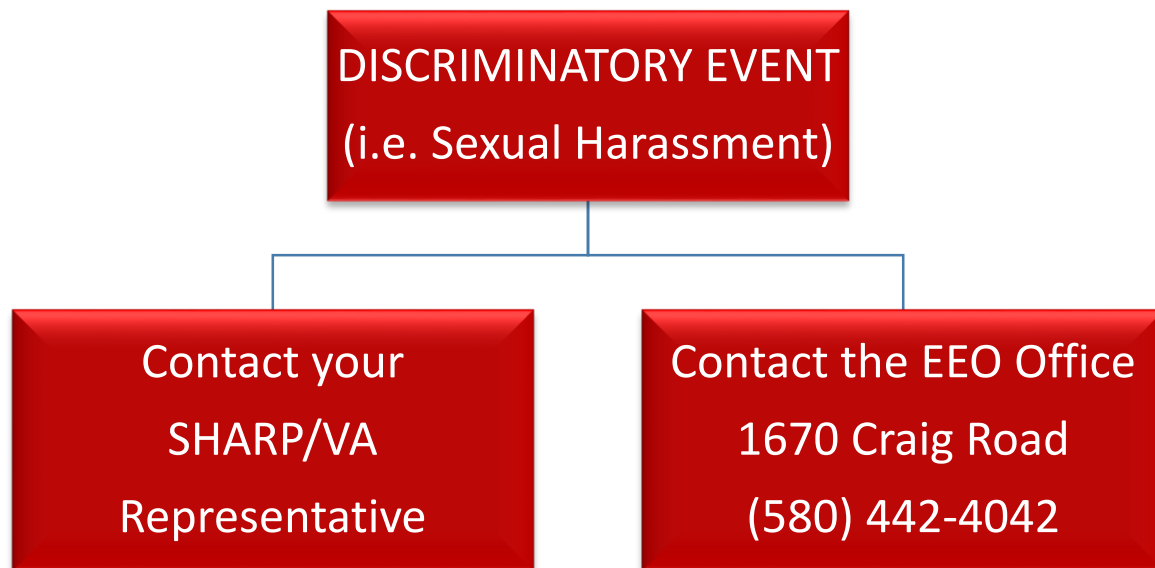 DISCRIMINATORY EVENT
(i.e. Sexual Harassment)
Contact your
SHARP/VA
Representative
Contact the EEO Office
1670 Craig Road
(580) 442-4042